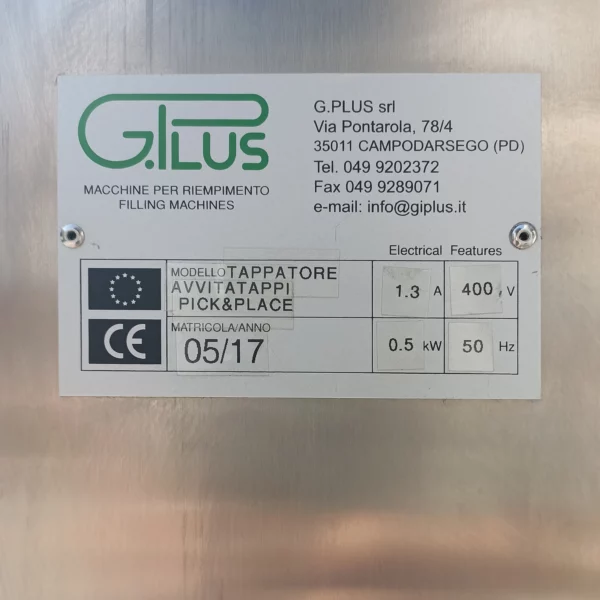 G.PLUS
MACCHINE PER RIEMPIMENTO
FILLING MACHINES
G.PLUS srl
Via Pontarola, 78/4
35011 CAMPODARSEGO (PD)
Tel. 049 9202372
Fax 049 9289071
e-mail: info@giplus.it
Electrical Features
MODELLO TAPPATORE
AVVITATAPPI
PICK&PLACE
1.3 A 400 V
CE
MATRICOLA/ANNO
05/17
0.5 kW 50 Hz